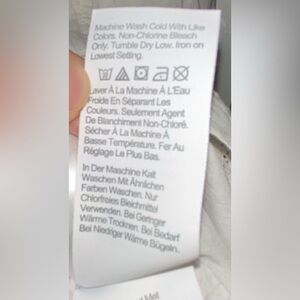 Machine Wash Cold With Like
Colors. Non-Chlorine Bleach
Only. Tumble Dry Low. Iron on
Lowest Setting.
Laver À La Machine À L'Eau
Froide En Séparant Les
Couleurs. Seulement Agent
De Blanchiment Non-Chloré.
Sécher À La Machine À
Basse Température. Fer Au
Réglage Le Plus Bas.
In Der Maschine Kalt
Waschen Mit Ähnlichen
Farben Waschen. Nur
Chlorfreies Bleichmittel
Verwenden. Bei Geringer
Wärme Trocknen. Bei Bedarf
Bei Niedriger Wärme Bügeln.